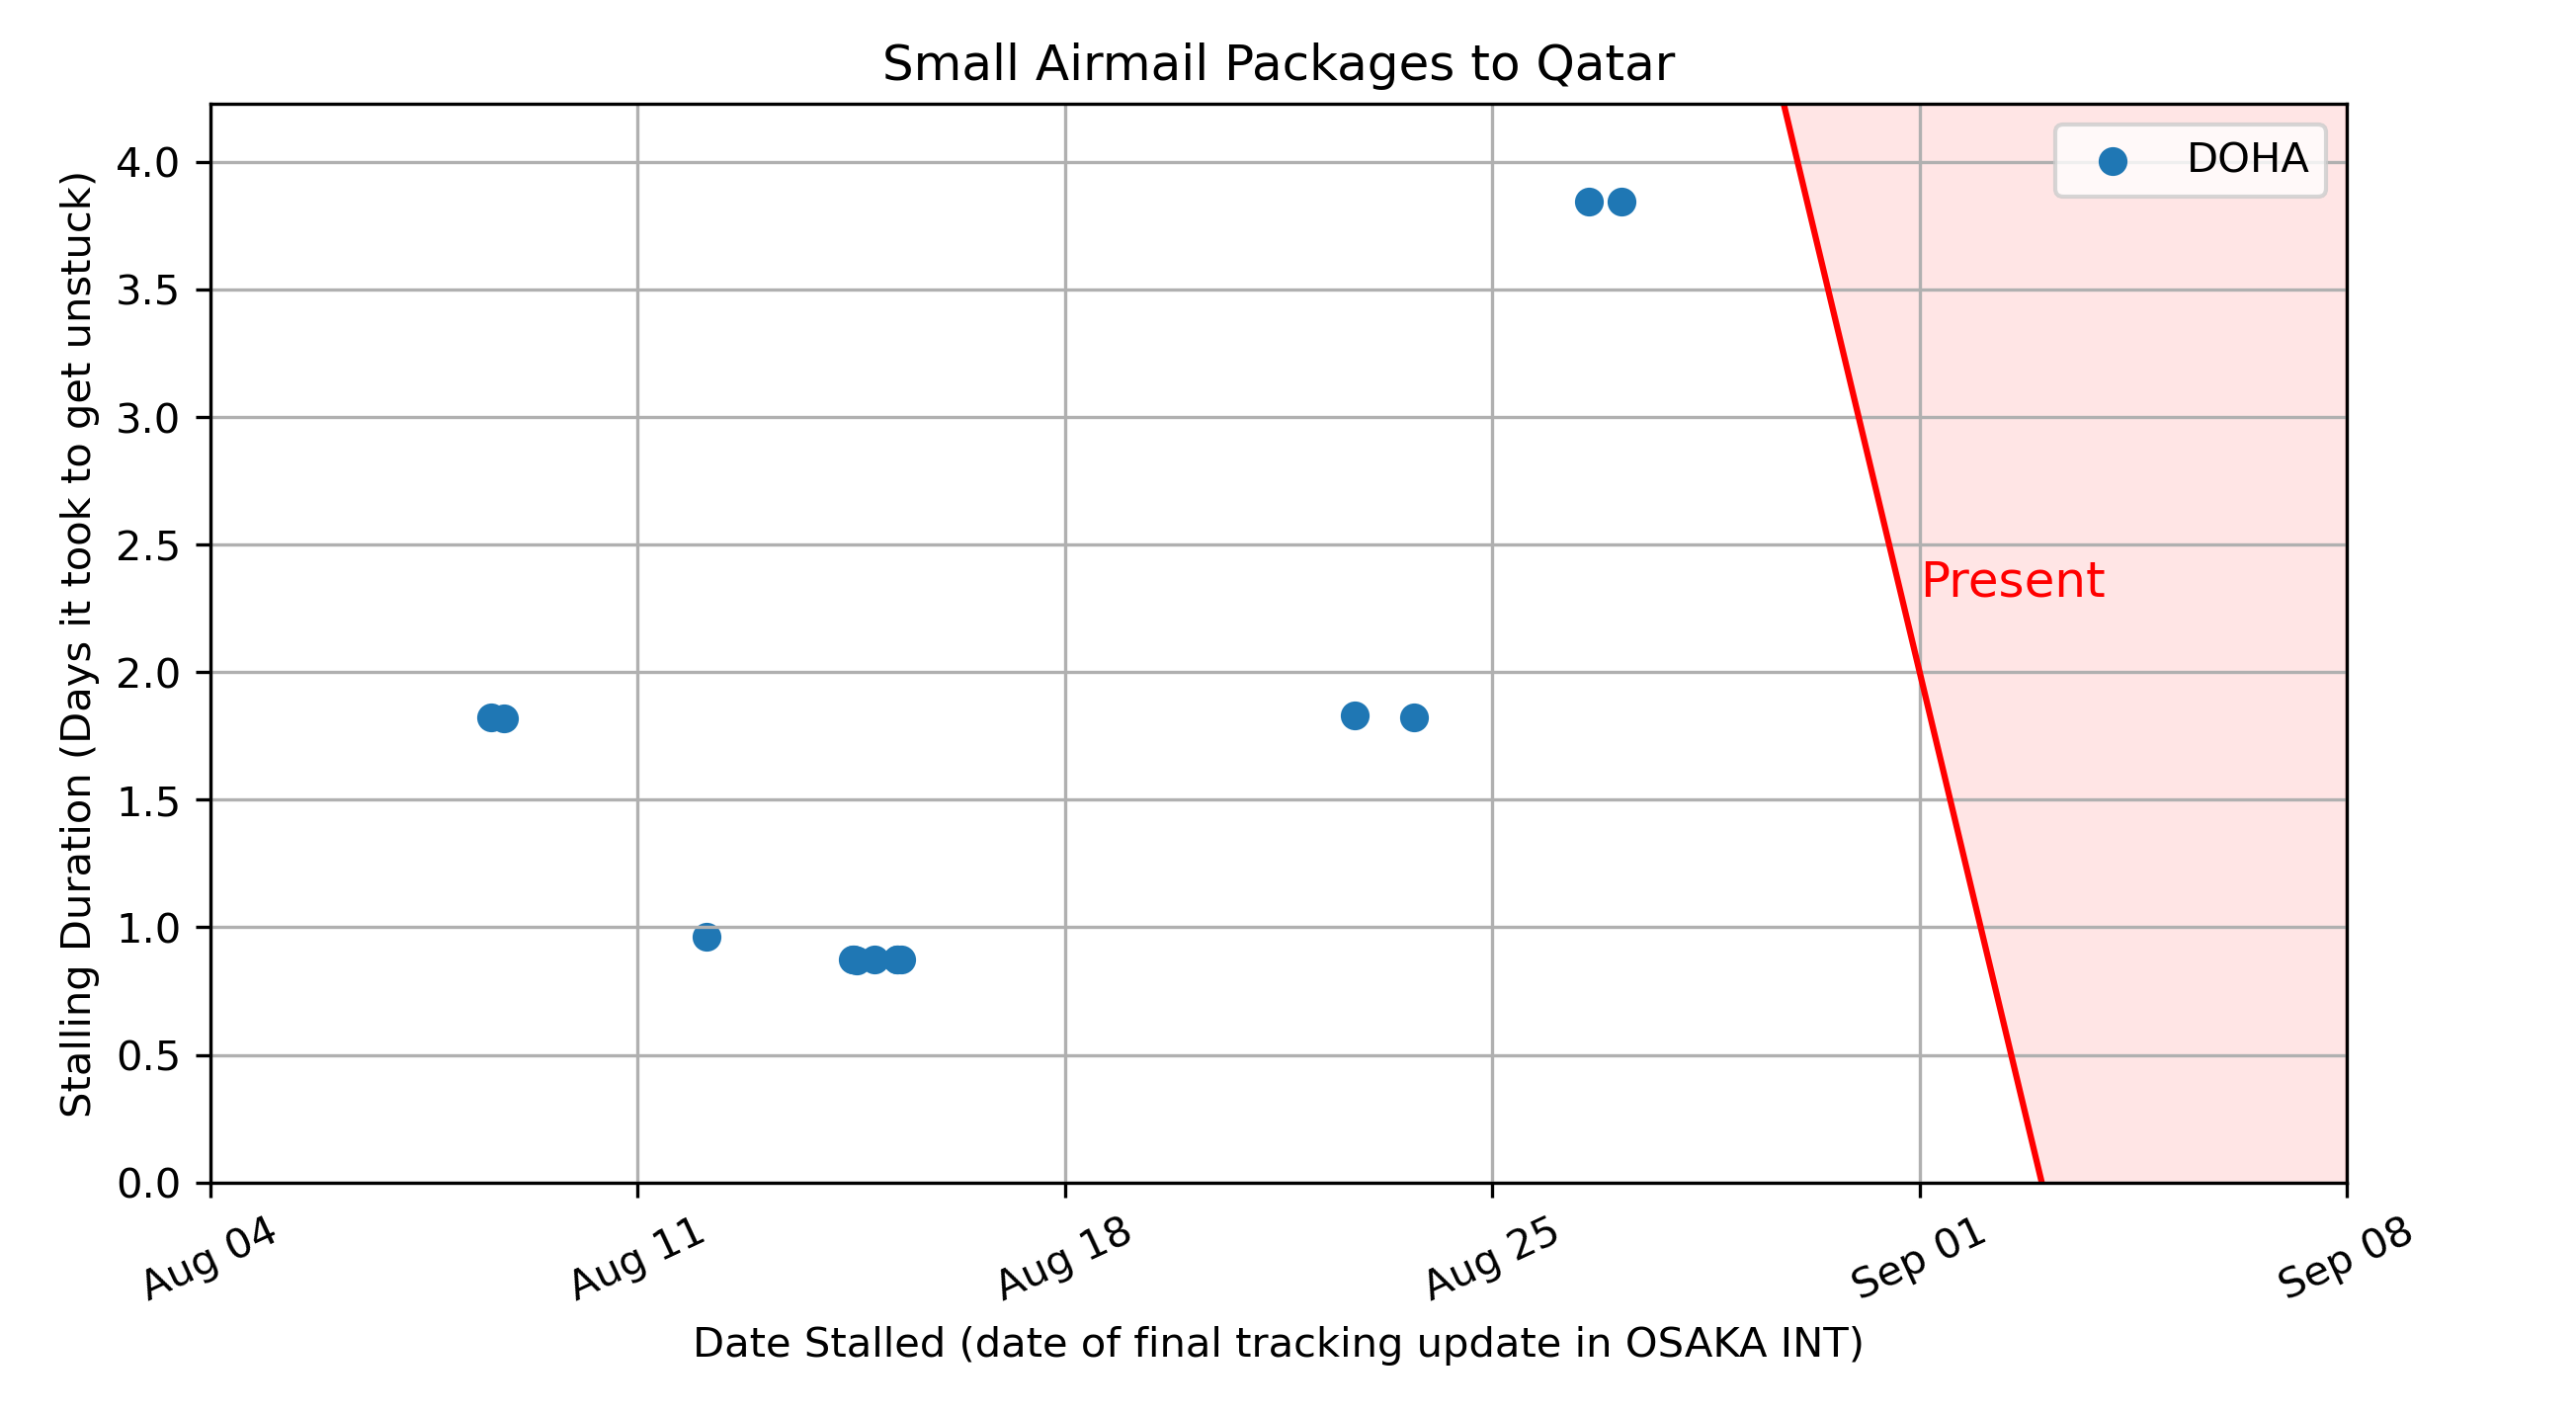 Small Airmail Packages to Qatar
DOHA
Stalling Duration (Days it took to get unstuck)
4.0
3.5
3.0
2.5
2.0
1.5
1.0
0.5
0.0
Present
Aug 04
Aug 11
Aug 18
Aug 25
Sep 01
Sep 08
Date Stalled (date of final tracking update in OSAKA INT)